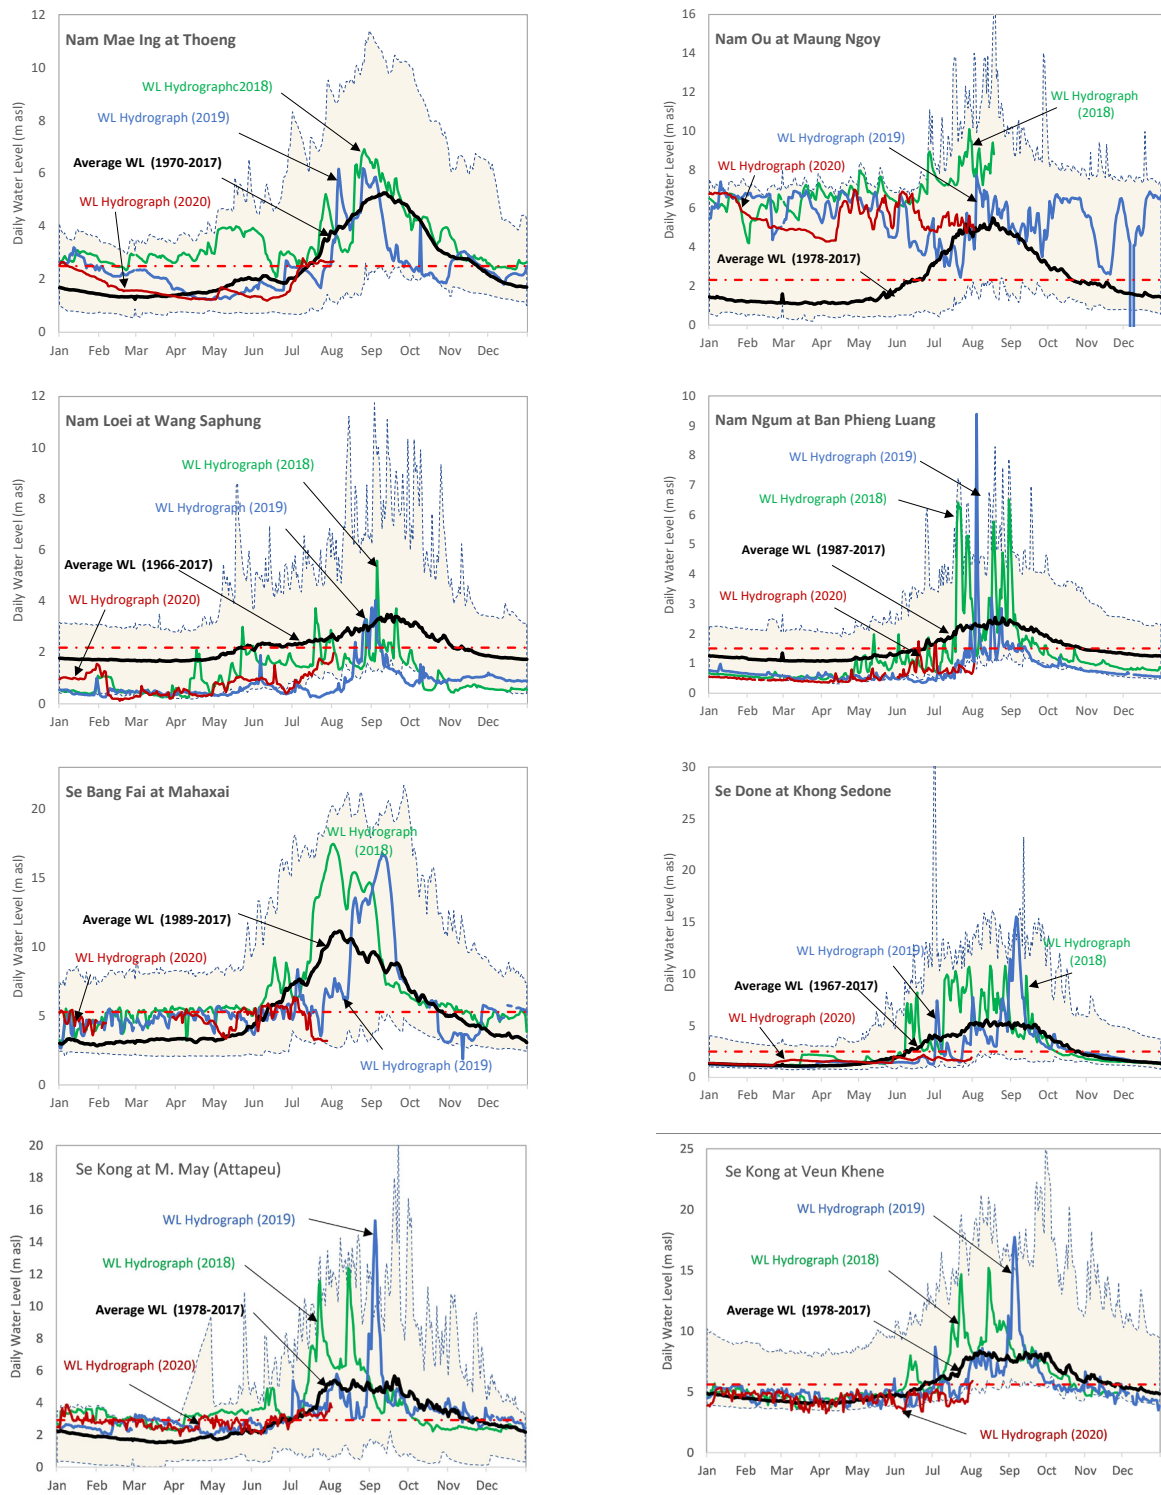 Nam Mae Ing at Thoeng
Daily Water Level (m asl)
12
10
8
6
4
2
0
WL Hydrographc2018)
WL Hydrograph (2019)
Average WL (1970-2017)
WL Hydrograph (2020)
Jan Feb Mar Apr May Jun Jul Aug Sep Oct Nov Dec
Nam Ou at Maung Ngoy
Daily Water Level (m asl)
16
14
12
10
8
6
4
2
0
WL Hydrograph
(2018)
WL Hydrograph (2019)
WL Hydrograph (2020)
Average WL (1978-2017)
Jan Feb Mar Apr May Jun Jul Aug Sep Oct Nov Dec
Nam Loei at Wang Saphung
Daily Water Level (m asl)
12
10
8
6
4
2
0
WL Hydrograph (2018)
WL Hydrograph (2019)
Average WL (1966-2017)
WL Hydrograph (2020)
Jan Feb Mar Apr May Jun Jul Aug Sep Oct Nov Dec
Nam Ngum at Ban Phieng Luang
Daily Water Level (m asl)
10
9
8
7
6
5
4
3
2
1
0
WL Hydrograph (2019)
WL Hydrograph (2018)
Average WL (1987-2017)
WL Hydrograph (2020)
Jan Feb Mar Apr May Jun Jul Aug Sep Oct Nov Dec
Se Bang Fai at Mahaxai
Daily Water Level (m asl)
20
15
10
5
0
WL Hydrograph
(2018)
Average WL (1989-2017)
WL Hydrograph (2020)
WL Hydrograph (2019)
Jan Feb Mar Apr May Jun Jul Aug Sep Oct Nov Dec
Se Done at Khong Sedone
Daily Water Level (m asl)
30
25
20
15
10
5
0
WL Hydrograph (2019)
WL Hydrograph
(2018)
Average WL (1967-2017)
WL Hydrograph (2020)
Jan Feb Mar Apr May Jun Jul Aug Sep Oct Nov Dec
Se Kong at M. May (Attapeu)
Daily Water Level (m asl)
20
18
16
14
12
10
8
6
4
2
0
WL Hydrograph (2019)
WL Hydrograph (2018)
Average WL (1978-2017)
WL Hydrograph (2020)
Jan Feb Mar Apr May Jun Jul Aug Sep Oct Nov Dec
Se Kong at Veun Khene
Daily Water Level (m asl)
25
20
15
10
5
0
WL Hydrograph (2019)
WL Hydrograph (2018)
Average WL (1978-2017)
WL Hydrograph (2020)
Jan Feb Mar Apr May Jun Jul Aug Sep Oct Nov Dec